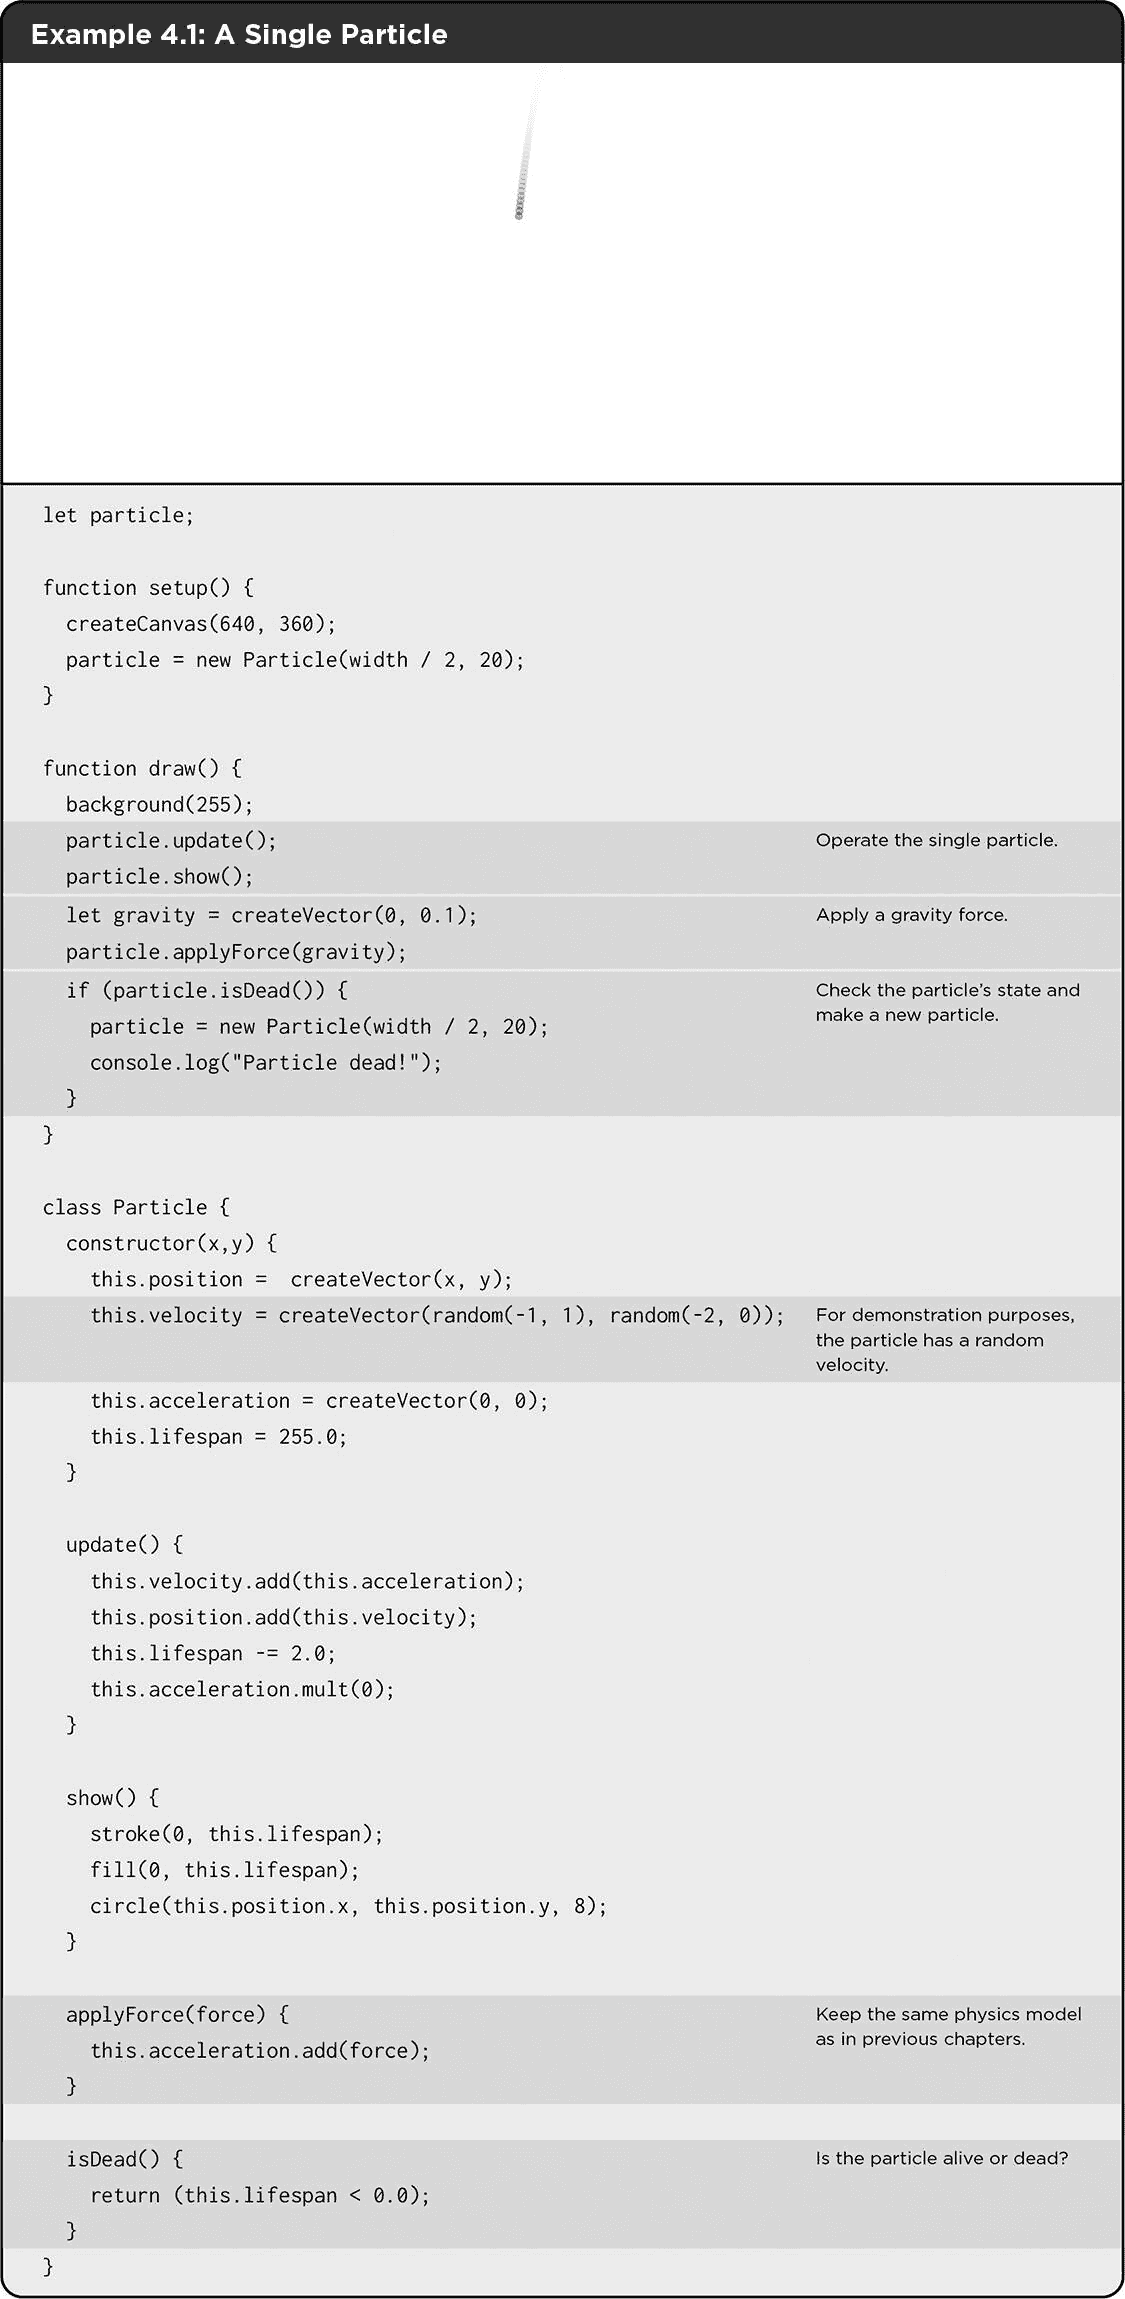 Example 4.1: A Single Particle
let particle;
function setup() {
createCanvas(640, 360);
particle = new Particle(width / 2, 20);
}
function draw() {
background(255);
particle.update();
Operate the single particle.
particle.show();
let gravity = createVector(0, 0.1);
Apply a gravity force.
particle.applyForce(gravity);
if (particle.isDead()) {
Check the particle’s state and
make a new particle.
particle = new Particle(width / 2, 20);
console.log("Particle dead!");
}
}
class Particle {
constructor(x,y) {
this.position =  createVector(x, y);
this.velocity = createVector(random(-1, 1), random(-2, 0));
For demonstration purposes,
the particle has a random
velocity.
this.acceleration = createVector(0, 0);
this.lifespan = 255.0;
}
update() {
this.velocity.add(this.acceleration);
this.position.add(this.velocity);
this.lifespan -= 2.0;
this.acceleration.mult(0);
}
show() {
stroke(0, this.lifespan);
fill(0, this.lifespan);
circle(this.position.x, this.position.y, 8);
}
applyForce(force) {
Keep the same physics model
as in previous chapters.
this.acceleration.add(force);
}
isDead() {
Is the particle alive or dead?
return (this.lifespan < 0.0);
}
}